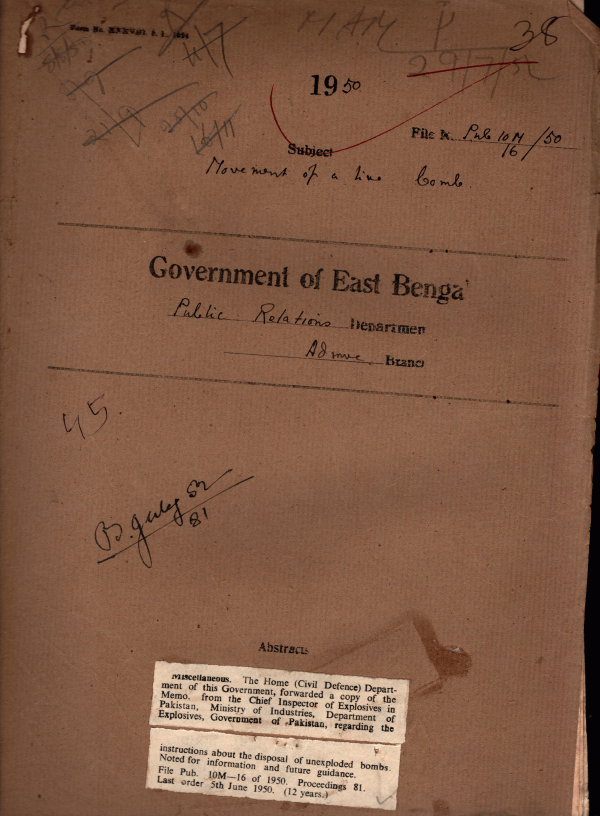 38
1950
File N. Pub 10M/50
16
Subject
Movement of a live bomb.
Government of East Benga
Public Relations Departmen
Branch
45.
B. July 52
81
Abstracts
Miscellaneous. The Home (Civil Defence) Depart-
ment of this Government, forwarded a copy of the
Memo. from the Chief Inspector of Explosives in
Pakistan, Ministry of Industries, Department of
Explosives, Government of Pakistan, regarding the
instructions about the disposal of unexploded bombs.
Noted for information and future guidance.
File Pub. 10M—16 of 1950. Proceedings 81.
Last order 5th June 1950. (12 years.)